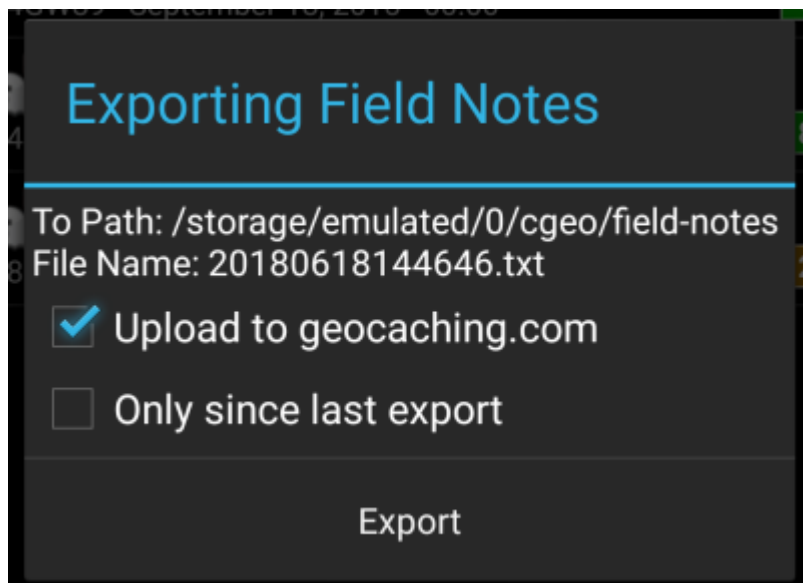 Exporting Field Notes
To Path: /storage/emulated/0/cgeo/field-notes
File Name: 20180618144646.txt
Upload to geocaching.com
Only since last export
Export